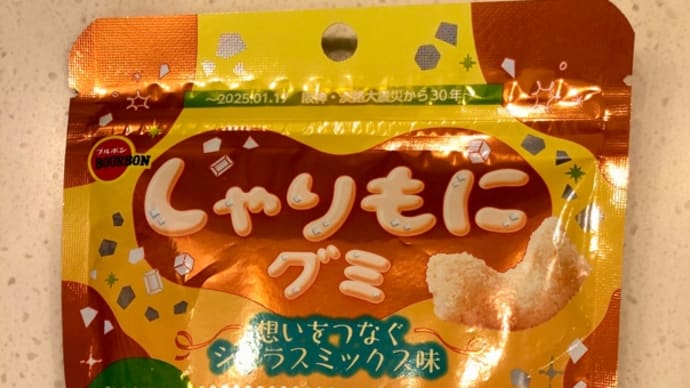 ~2025.01.17 阪神・淡路大震災から30年~
ブルボン
BOURBON
しゃりもに
グミ
想いをつなぐ
シトラスミックス味